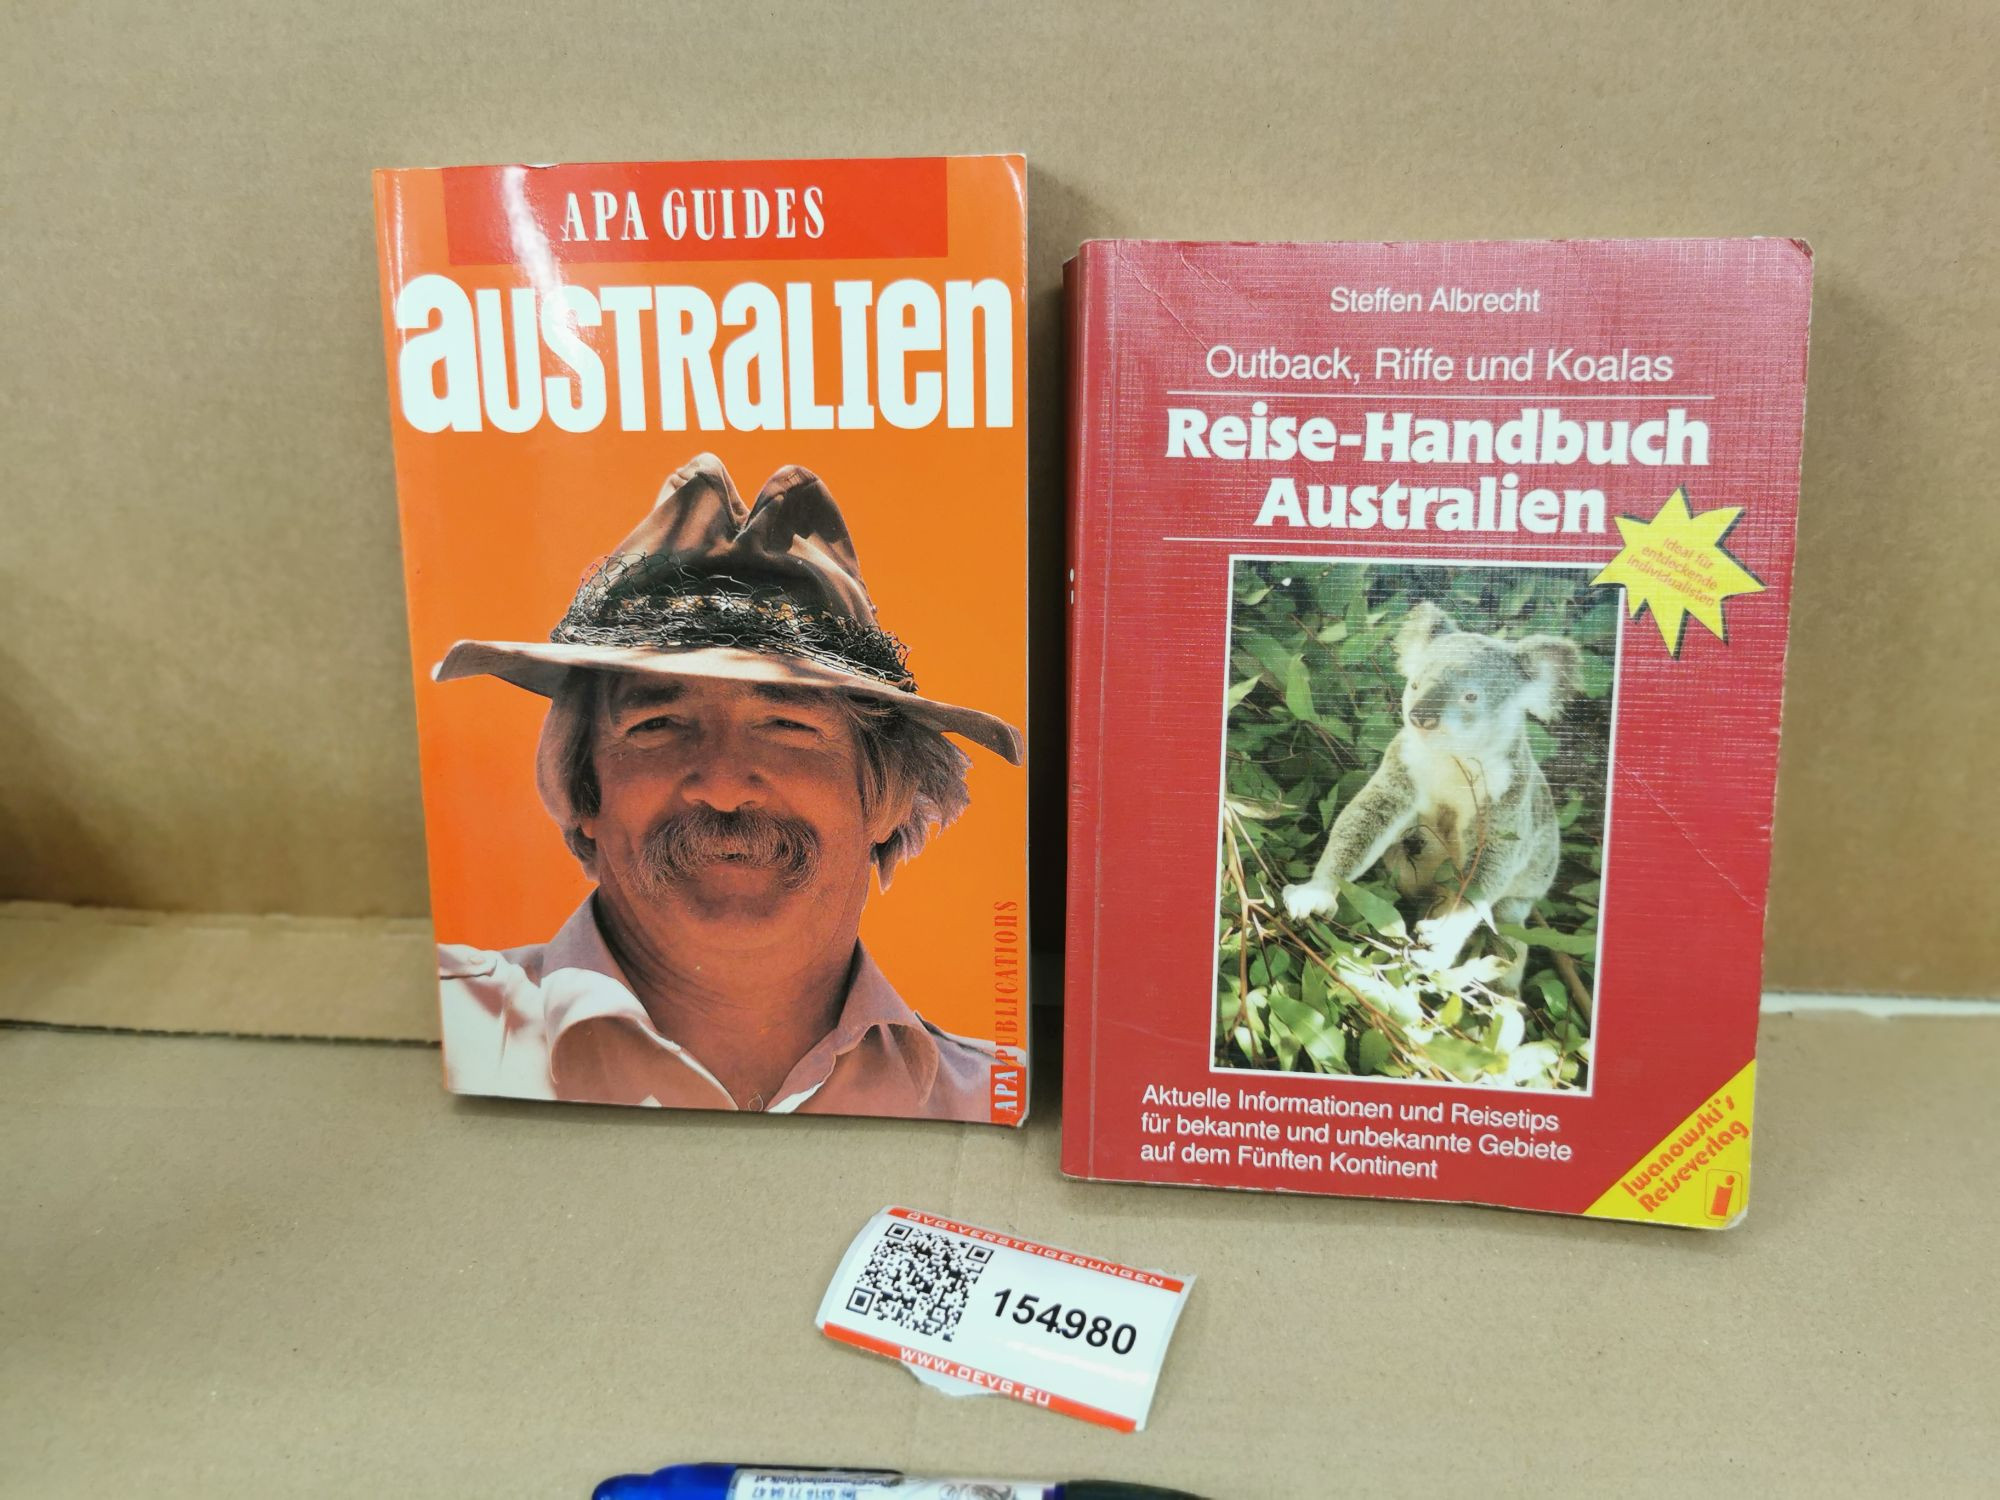 APA GUIDES
AUSTRALIEN
APA PUBLICATIONS
Steffen Albrecht
Outback, Riffe und Koalas
Reise-Handbuch
Australien
Ideal für
entdeckende
Individualisten
Aktuelle Informationen und Reisetips
für bekannte und unbekannte Gebiete
auf dem Fünften Kontinent
Iwanowski's
Reiseverlag
i
ÖVG-VERSTEIGERUNGEN
154980
WWW.OEVG.EU